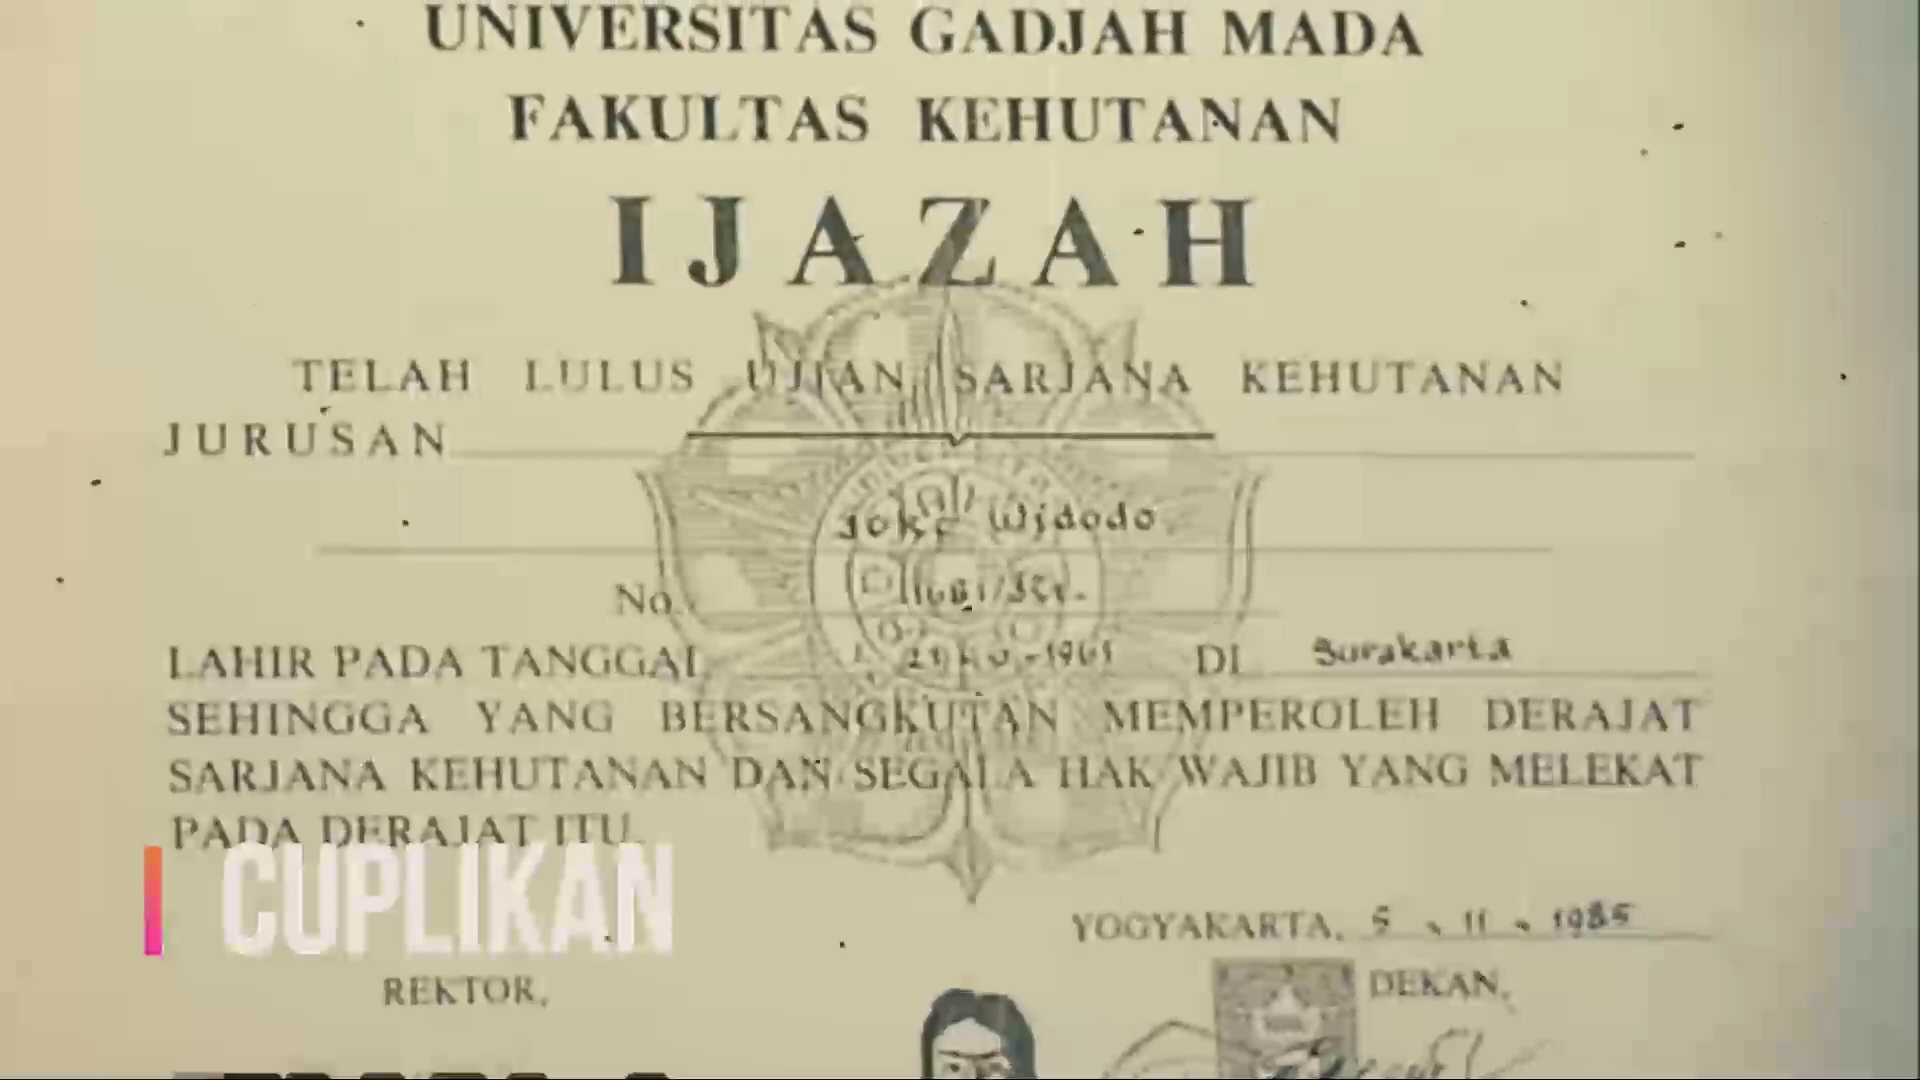 UNIVERSITAS GADJAH MADA
FAKULTAS KEHUTANAN
IJAZAH
TELAH LULUS UJIAN SARJANA KEHUTANAN
JURUSAN
Joko Widodo
No.
LAHIR PADA TANGGAL 1961 DI Surakarta
SEHINGGA YANG BERSANGKUTAN MEMPEROLEH DERAJAT
SARJANA KEHUTANAN DAN SEGALA HAK WAJIB YANG MELEKAT
PADA DERAJAT ITU.
CUPLIKAN
YOGYAKARTA, 5 - 11 - 1985
REKTOR,
DEKAN,